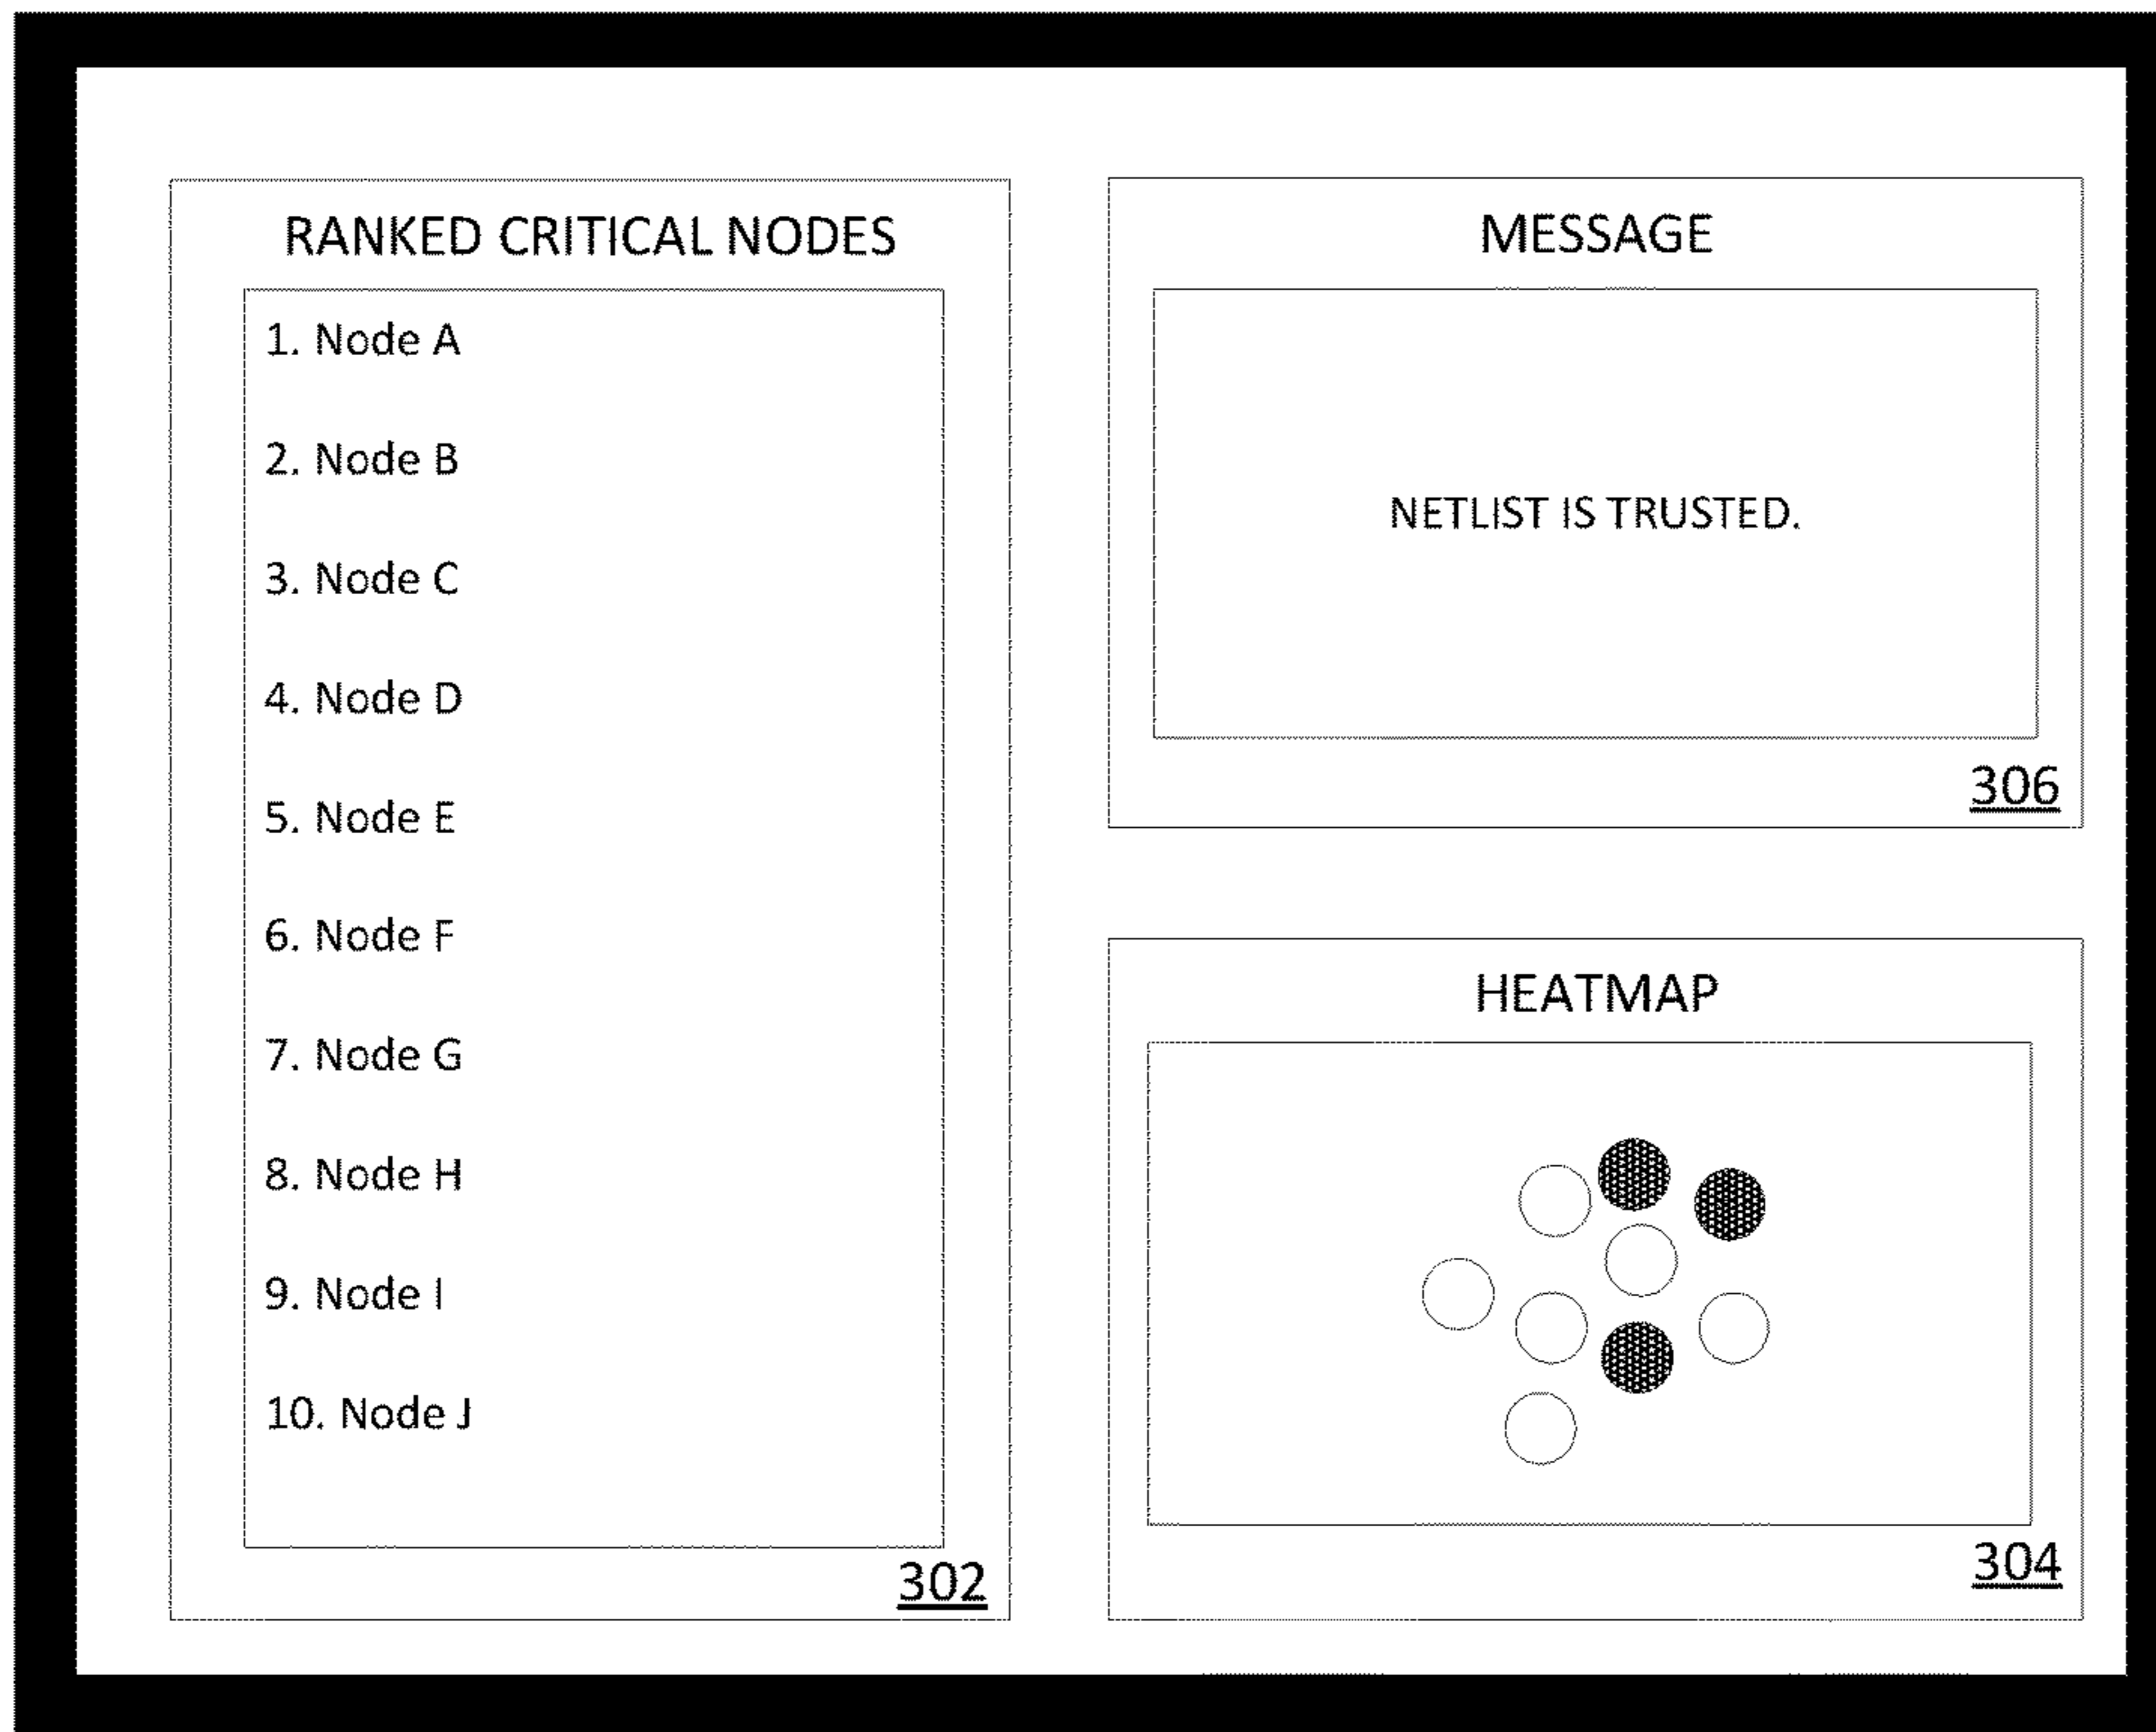 RANKED CRITICAL NODES
1. Node A
2. Node B
3. Node C
4. Node D
5. Node E
6. Node F
7. Node G
8. Node H
9. Node I
10. Node J
302
MESSAGE
NETLIST IS TRUSTED.
306
HEATMAP
304